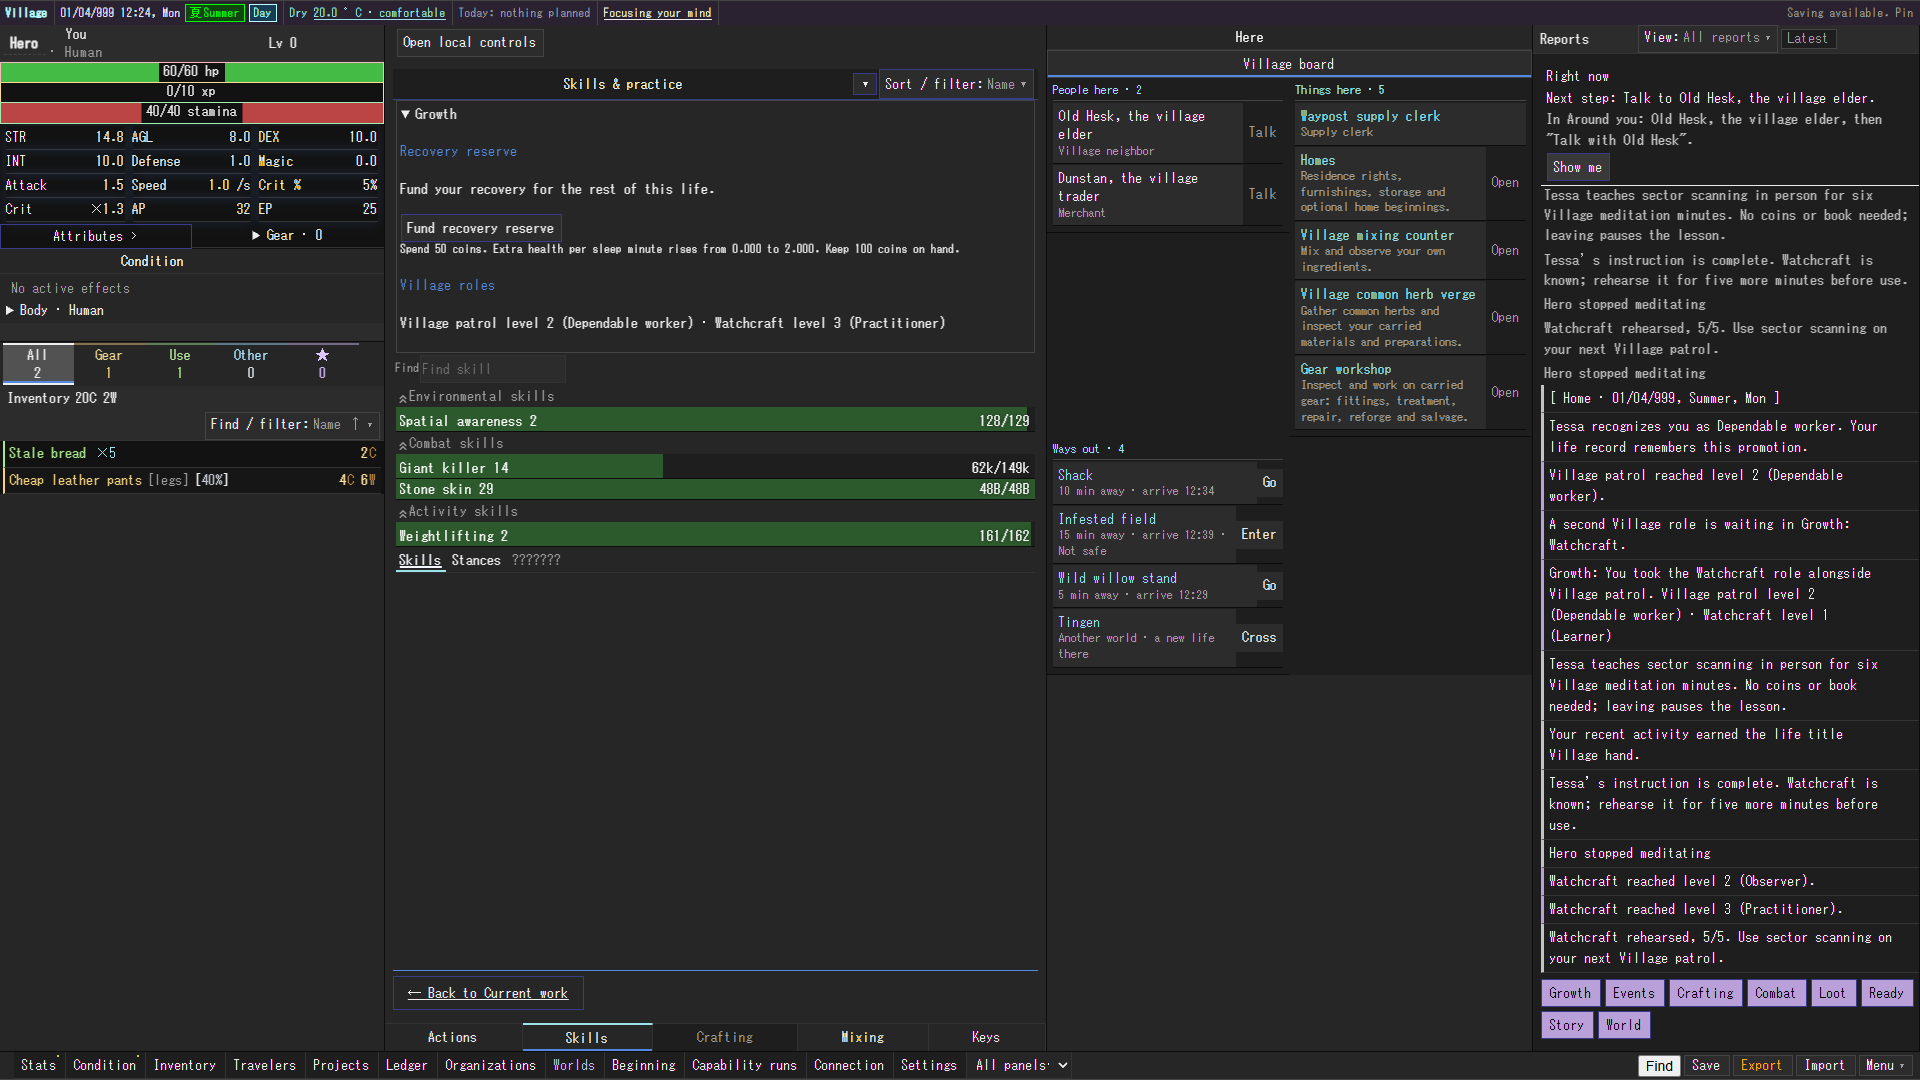 Village 01/04/999 12:24, Mon 夏Summer Day Dry 20.0 ° C · comfortable Today: nothing planned Focusing your mind Saving available. Pin
Hero · You Human Lv 0
60/60 hp
0/10 xp
40/40 stamina
STR 14.8 AGL 8.0 DEX 10.0
INT 10.0 Defense 1.0 Magic 0.0
Attack 1.5 Speed 1.0 /s Crit % 5%
Crit ×1.3 AP 32 EP 25
Attributes > ▶ Gear · 0
Condition
No active effects
▶ Body · Human
All 2 Gear 1 Use 1 Other 0 ★ 0
Inventory 20C 2W
Find / filter: Name ↑ ▾
Stale bread ×5 2C
Cheap leather pants [legs] [40%] 4C 6W
Open local controls
Skills & practice ▾ Sort / filter: Name ▾
▼ Growth
Recovery reserve
Fund your recovery for the rest of this life.
Fund recovery reserve
Spend 50 coins. Extra health per sleep minute rises from 0.000 to 2.000. Keep 100 coins on hand.
Village roles
Village patrol level 2 (Dependable worker) · Watchcraft level 3 (Practitioner)
Find Find skill
Environmental skills
Spatial awareness 2 128/129
Combat skills
Giant killer 14 62k/149k
Stone skin 29 48B/48B
Activity skills
Weightlifting 2 161/162
Skills Stances ???????
← Back to Current work
Actions Skills Crafting Mixing Keys
Here
Village board
People here · 2
Old Hesk, the village
elder
Village neighbor
Talk
Dunstan, the village
trader
Merchant
Talk
Things here · 5
Waypost supply clerk
Supply clerk
Homes
Residence rights,
furnishings, storage and
optional home beginnings.
Open
Village mixing counter
Mix and observe your own
ingredients.
Open
Village common herb verge
Gather common herbs and
inspect your carried
materials and preparations.
Open
Gear workshop
Inspect and work on carried
gear: fittings, treatment,
repair, reforge and salvage.
Open
Ways out · 4
Shack
10 min away · arrive 12:34
Go
Infested field
15 min away · arrive 12:39 ·
Not safe
Enter
Wild willow stand
5 min away · arrive 12:29
Go
Tingen
Another world · a new life
there
Cross
Reports View: All reports ▾ Latest
Right now
Next step: Talk to Old Hesk, the village elder.
In Around you: Old Hesk, the village elder, then
"Talk with Old Hesk".
Show me
Tessa teaches sector scanning in person for six
Village meditation minutes. No coins or book needed;
leaving pauses the lesson.
Tessa's instruction is complete. Watchcraft is
known; rehearse it for five more minutes before use.
Hero stopped meditating
Watchcraft rehearsed, 5/5. Use sector scanning on
your next Village patrol.
Hero stopped meditating
[ Home · 01/04/999, Summer, Mon ]
Tessa recognizes you as Dependable worker. Your
life record remembers this promotion.
Village patrol reached level 2 (Dependable
worker).
A second Village role is waiting in Growth:
Watchcraft.
Growth: You took the Watchcraft role alongside
Village patrol. Village patrol level 2
(Dependable worker) · Watchcraft level 1
(Learner)
Tessa teaches sector scanning in person for six
Village meditation minutes. No coins or book
needed; leaving pauses the lesson.
Your recent activity earned the life title
Village hand.
Tessa's instruction is complete. Watchcraft is
known; rehearse it for five more minutes before
use.
Hero stopped meditating
Watchcraft reached level 2 (Observer).
Watchcraft reached level 3 (Practitioner).
Watchcraft rehearsed, 5/5. Use sector scanning on
your next Village patrol.
Growth Events Crafting Combat Loot Ready
Story World
Stats Condition Inventory Travelers Projects Ledger Organizations Worlds Beginning Capability runs Connection Settings All panels Find Save Export Import Menu ▾